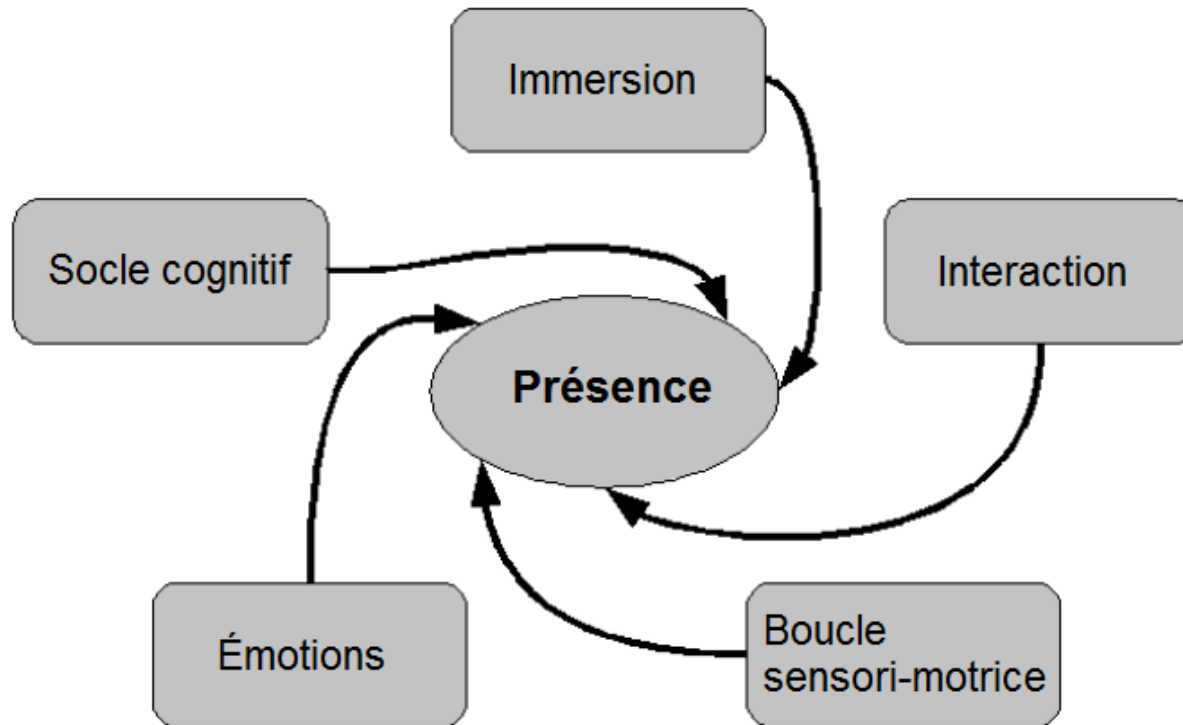 Immersion
Socle cognitif
Interaction
Présence
Émotions
Boucle
sensori-motrice